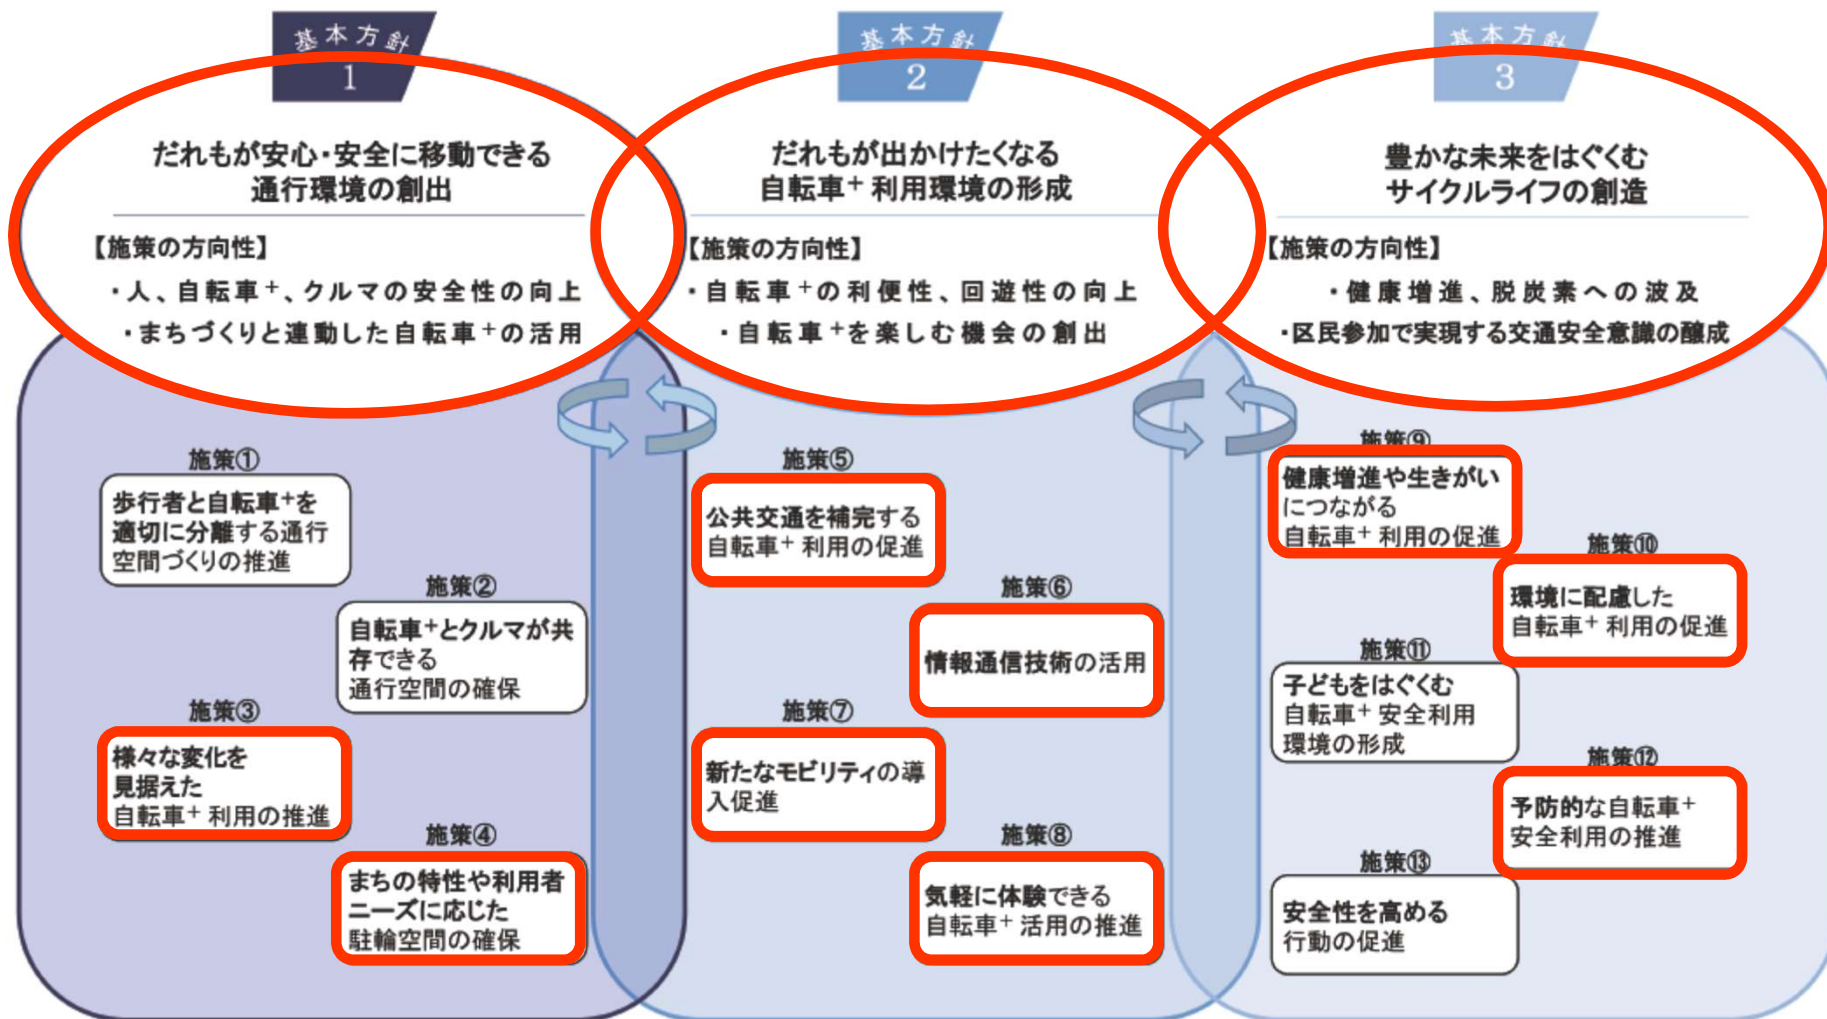 基本方針
1
だれもが安心・安全に移動できる
通行環境の創出
【施策の方向性】
・人、自転車⁺、クルマの安全性の向上
・まちづくりと連動した自転車⁺の活用
施策①
歩行者と自転車⁺を
適切に分離する通行
空間づくりの推進
施策②
自転車⁺とクルマが共
存できる
通行空間の確保
施策③
様々な変化を
見据えた
自転車⁺ 利用の推進
施策④
まちの特性や利用者
ニーズに応じた
駐輪空間の確保
基本方針
2
だれもが出かけたくなる
自転車⁺ 利用環境の形成
【施策の方向性】
・自転車⁺の利便性、回遊性の向上
・自転車⁺を楽しむ機会の創出
施策⑤
公共交通を補完する
自転車⁺ 利用の促進
施策⑥
情報通信技術の活用
施策⑦
新たなモビリティの導
入促進
施策⑧
気軽に体験できる
自転車⁺ 活用の推進
基本方針
3
豊かな未来をはぐくむ
サイクルライフの創造
【施策の方向性】
・健康増進、脱炭素への波及
・区民参加で実現する交通安全意識の醸成
施策⑨
健康増進や生きがい
につながる
自転車⁺ 利用の促進
施策⑩
環境に配慮した
自転車⁺ 利用の促進
施策⑪
子どもをはぐくむ
自転車⁺ 安全利用
環境の形成
施策⑫
予防的な自転車⁺
安全利用の推進
施策⑬
安全性を高める
行動の促進